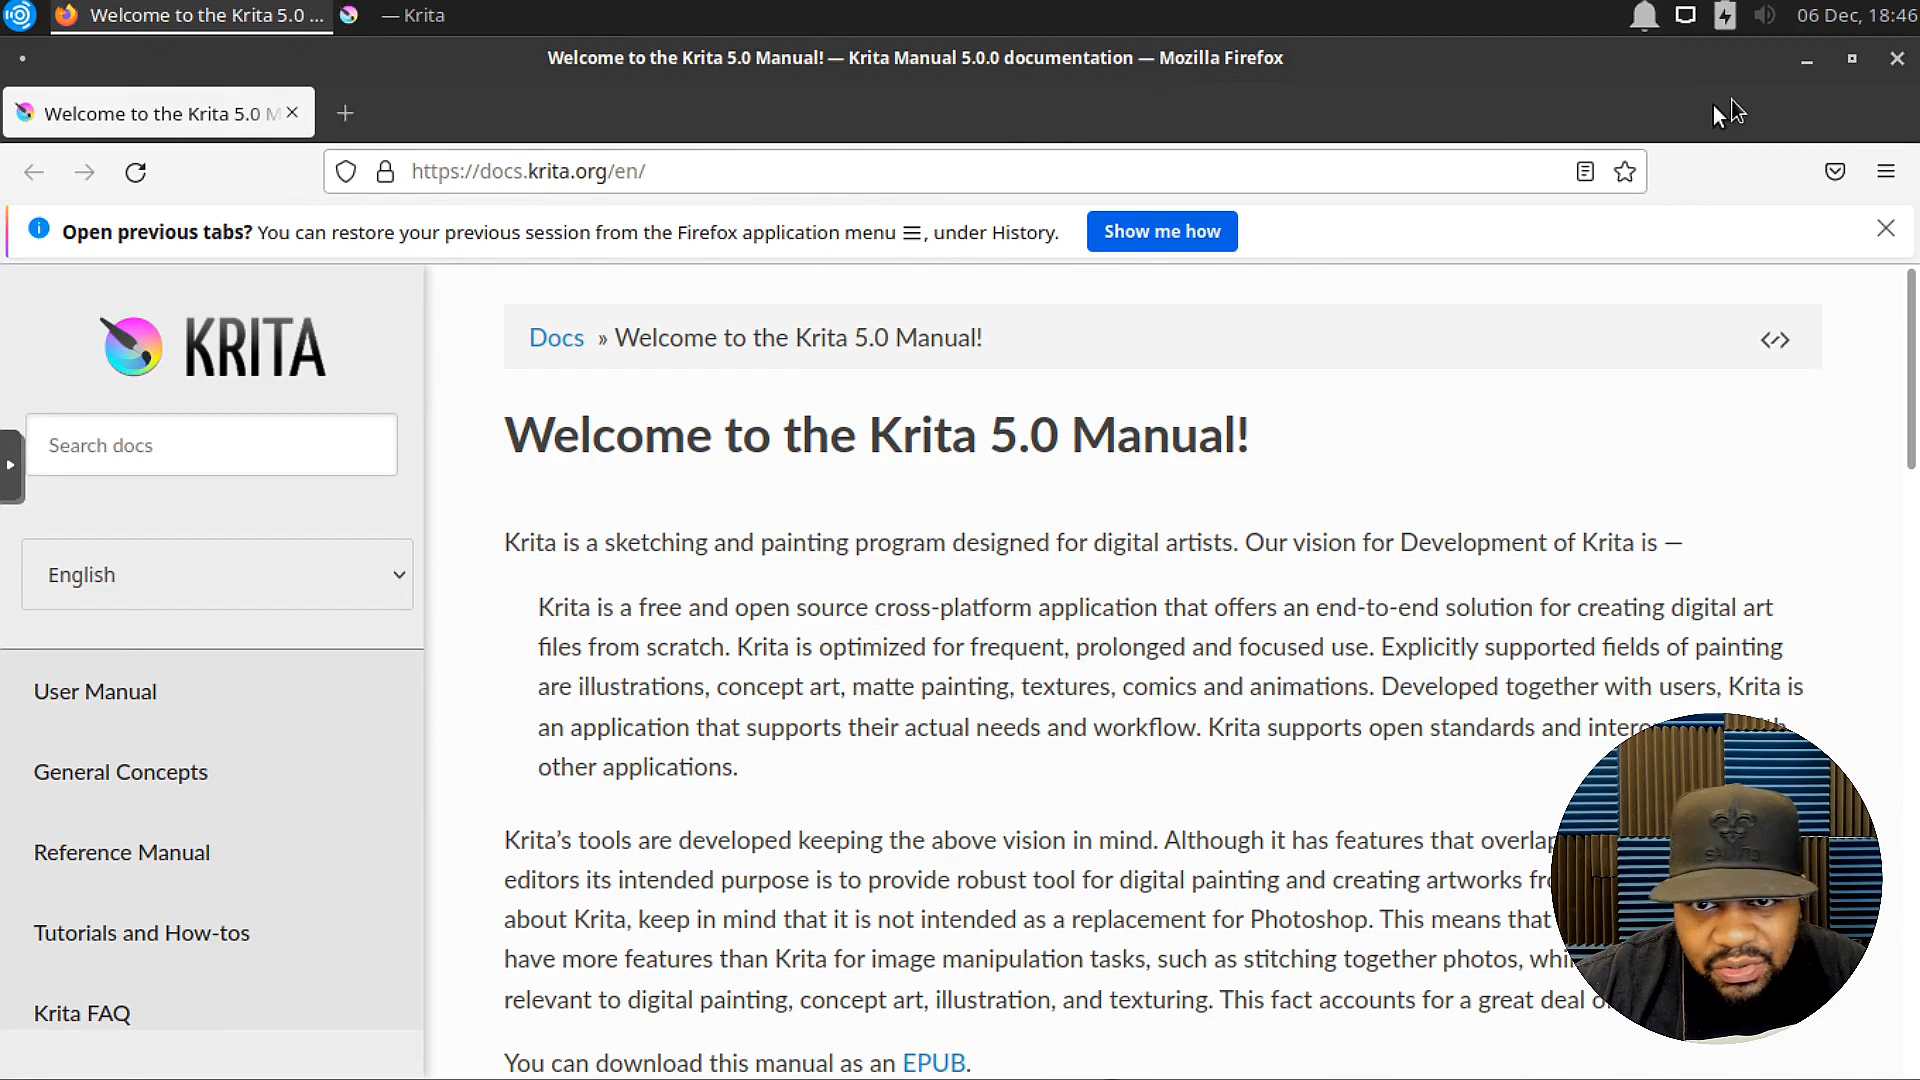 Welcome to the Krita 5.0 ...
— Krita
06 Dec, 18:46
Welcome to the Krita 5.0 Manual! — Krita Manual 5.0.0 documentation — Mozilla Firefox
Welcome to the Krita 5.0 M
https://docs.krita.org/en/
Open previous tabs? You can restore your previous session from the Firefox application menu ☰, under History.
Show me how
KRITA
Search docs
English
User Manual
General Concepts
Reference Manual
Tutorials and How-tos
Krita FAQ
Docs » Welcome to the Krita 5.0 Manual!
Welcome to the Krita 5.0 Manual!
Krita is a sketching and painting program designed for digital artists. Our vision for Development of Krita is —
Krita is a free and open source cross-platform application that offers an end-to-end solution for creating digital art
files from scratch. Krita is optimized for frequent, prolonged and focused use. Explicitly supported fields of painting
are illustrations, concept art, matte painting, textures, comics and animations. Developed together with users, Krita is
an application that supports their actual needs and workflow. Krita supports open standards and
other applications.
Krita’s tools are developed keeping the above vision in mind. Although it has features that
editors its intended purpose is to provide robust tool for digital painting and creating artworks
about Krita, keep in mind that it is not intended as a replacement for Photoshop. This means that
have more features than Krita for image manipulation tasks, such as stitching together photos,
relevant to digital painting, concept art, illustration, and texturing. This fact accounts for a great deal
You can download this manual as an EPUB.